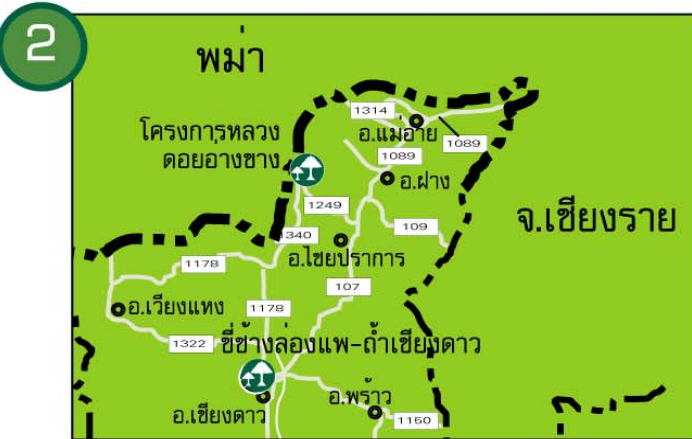 2
พม่า
1314
โครงการหลวง
ดอยอ่างขาง
อ.แม่อาย
1089
1089
อ.ฝาง
1249
109
จ.เชียงราย
1340
อ.ไชยปราการ
1178
107
อ.เวียงแหง
1178
1322
ขี่ช้างล่องแพ-ถ้ำเชียงดาว
อ.พร้าว
อ.เชียงดาว
1150